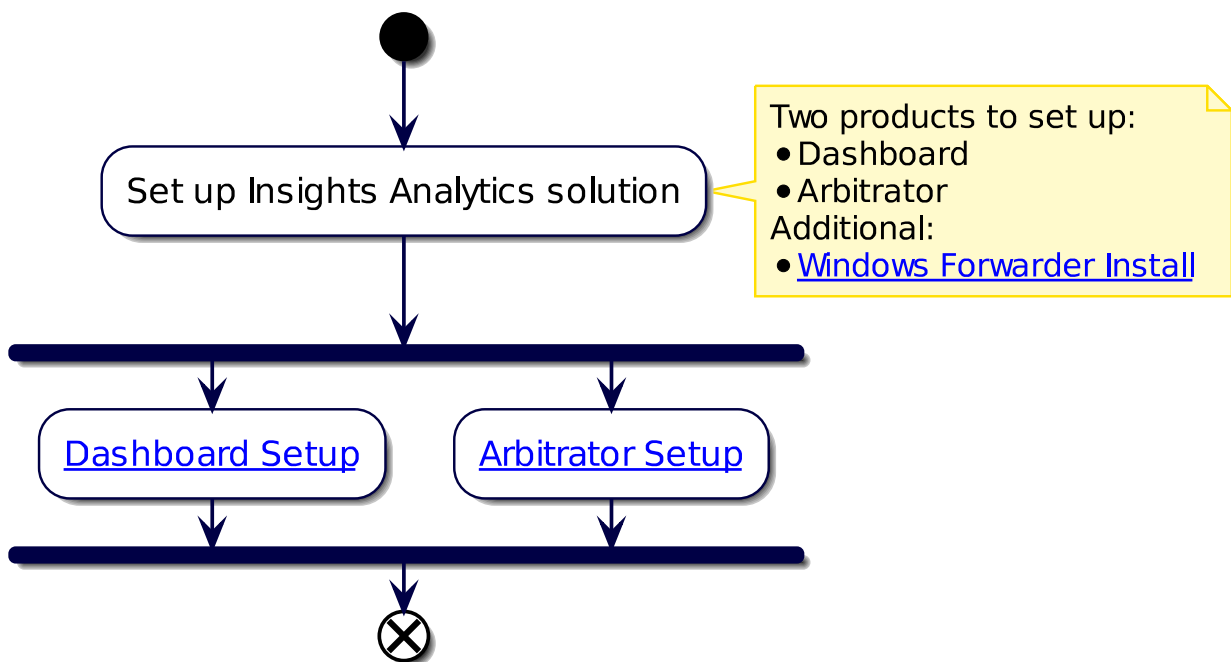 Set up Insights Analytics solution
Two products to set up:
•Dashboard
•Arbitrator
Additional:
•Windows Forwarder Install
Dashboard Setup
Arbitrator Setup